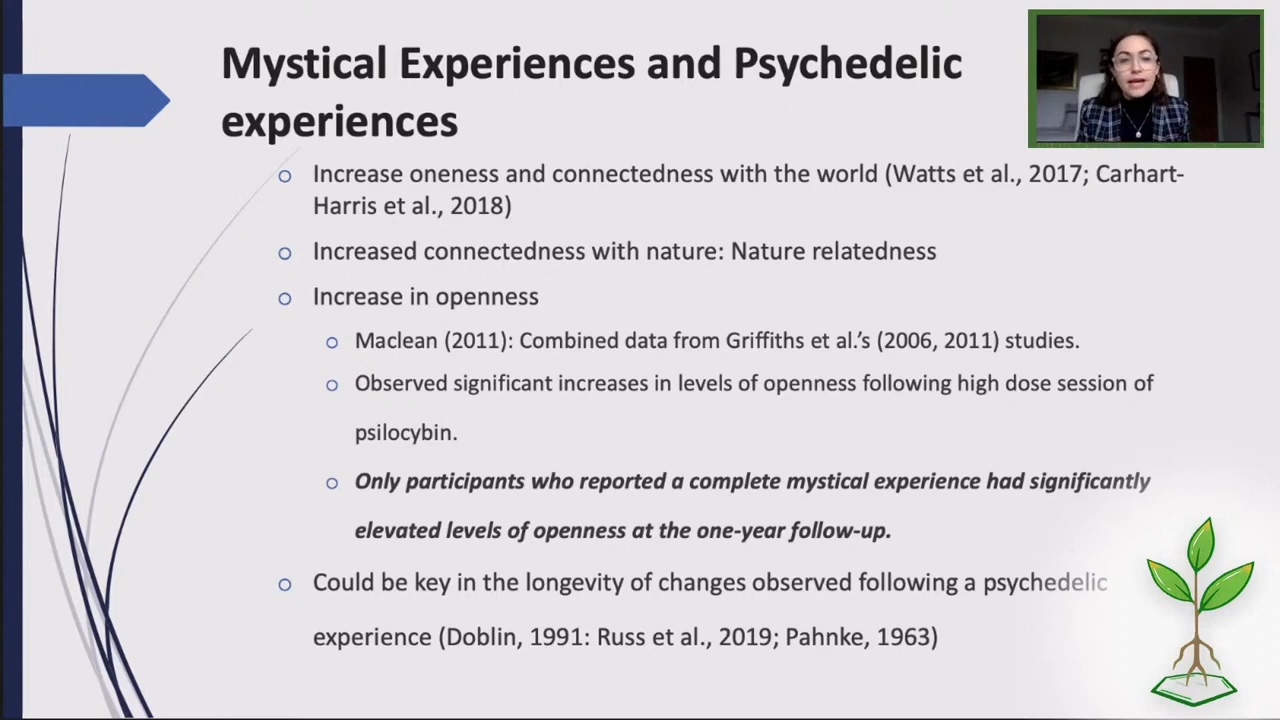 Mystical Experiences and Psychedelic
experiences
Increase oneness and connectedness with the world (Watts et al., 2017; Carhart-
Harris et al., 2018)
Increased connectedness with nature: Nature relatedness
Increase in openness
Maclean (2011): Combined data from Griffiths et al.'s (2006, 2011) studies.
Observed significant increases in levels of openness following high dose session of
psilocybin.
Only participants who reported a complete mystical experience had significantly
elevated levels of openness at the one-year follow-up.
Could be key in the longevity of changes observed following a psychedelic
experience (Doblin, 1991: Russ et al., 2019; Pahnke, 1963)